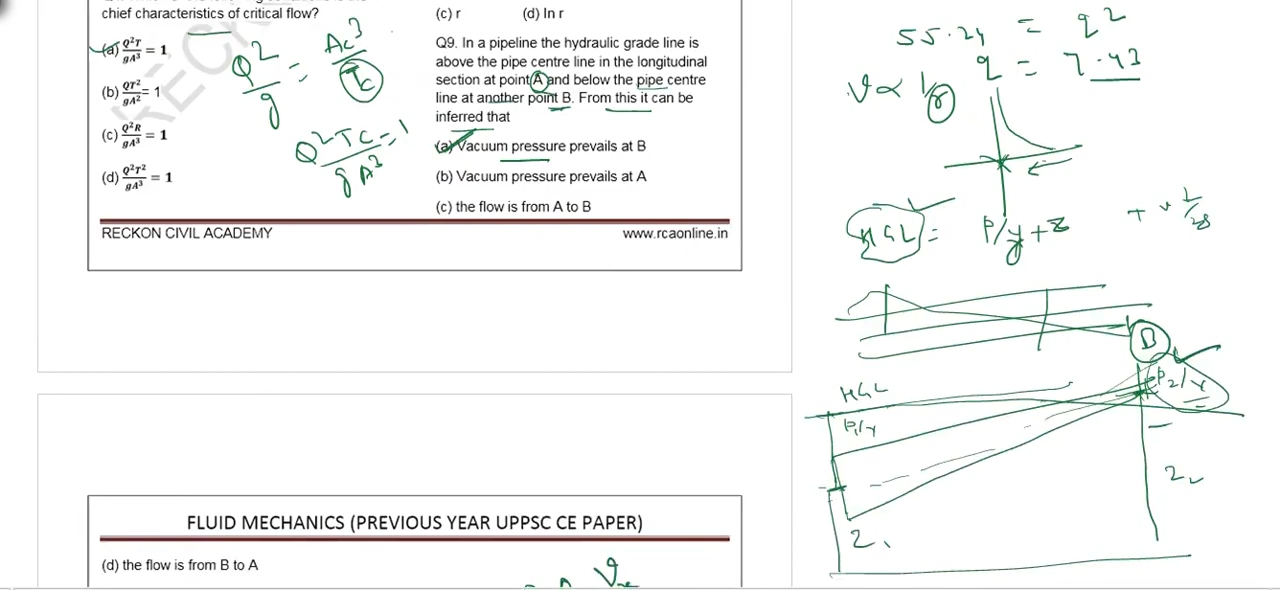 chief characteristics of critical flow?
(a) Q²T/gA³ = 1
(b) QT²/gA² = 1
(c) Q²R/gA³ = 1
(d) Q²T²/gA³ = 1
Q²/g = Ac³/Tc
Q²Tc/gA³ = 1
(c) r (d) ln r
Q9. In a pipeline the hydraulic grade line is
above the pipe centre line in the longitudinal
section at point A and below the pipe centre
line at another point B. From this it can be
inferred that
(a) Vacuum pressure prevails at B
(b) Vacuum pressure prevails at A
(c) the flow is from A to B
RECKON CIVIL ACADEMY www.rcaonline.in
55.24 = q²
q = 7.43
v ∝ 1/r
HGL = P/γ + z + v²/2g
B
HGL
P₁/γ
P₂/γ
Z₂
Z₁
FLUID MECHANICS (PREVIOUS YEAR UPPSC CE PAPER)
(d) the flow is from B to A